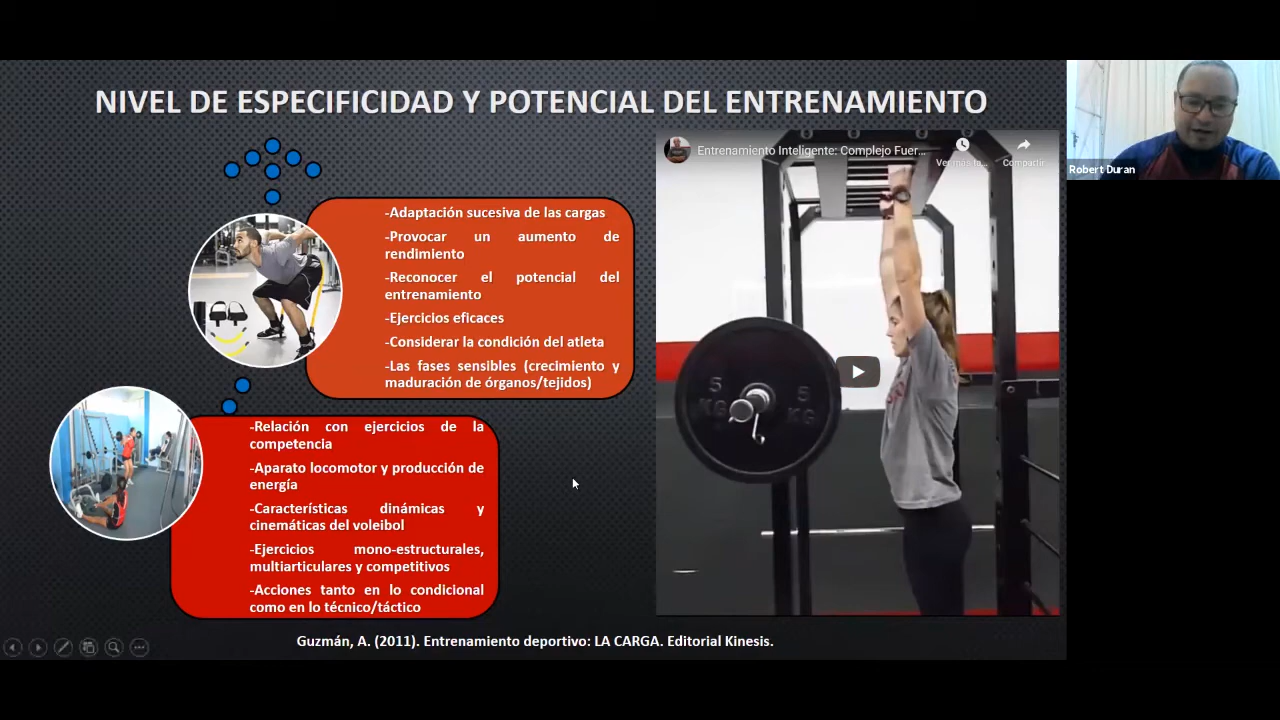 NIVEL DE ESPECIFICIDAD Y POTENCIAL DEL ENTRENAMIENTO
-Adaptación sucesiva de las cargas
-Provocar un aumento de
rendimiento
-Reconocer el potencial del
entrenamiento
-Ejercicios eficaces
-Considerar la condición del atleta
-Las fases sensibles (crecimiento y
maduración de órganos/tejidos)
-Relación con ejercicios de la
competencia
-Aparato locomotor y producción de
energía
-Características dinámicas y
cinemáticas del voleibol
-Ejercicios mono-estructurales,
multiarticulares y competitivos
-Acciones tanto en lo condicional
como en lo técnico/táctico
Guzmán, A. (2011). Entrenamiento deportivo: LA CARGA. Editorial Kinesis.
Entrenamiento Inteligente: Complejo Fuer...
Ver más ta...
Compartir
5 5
KG KG
Robert Duran